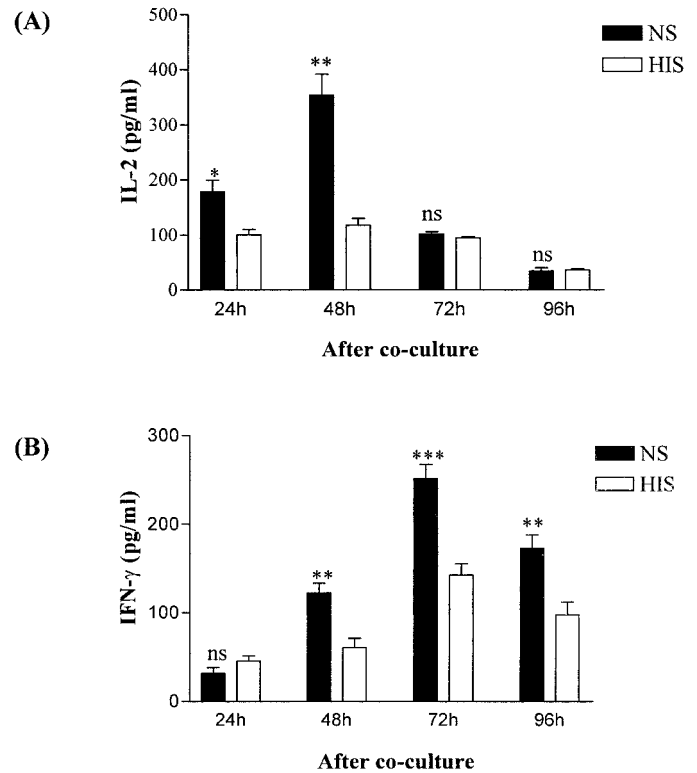 (A)
NS
HIS
IL-2 (pg/ml)
500
400
300
200
100
0
*
**
ns
ns
24h 48h 72h 96h
After co-culture
(B)
NS
HIS
IFN-γ (pg/ml)
300
200
100
0
ns
**
***
**
24h 48h 72h 96h
After co-culture